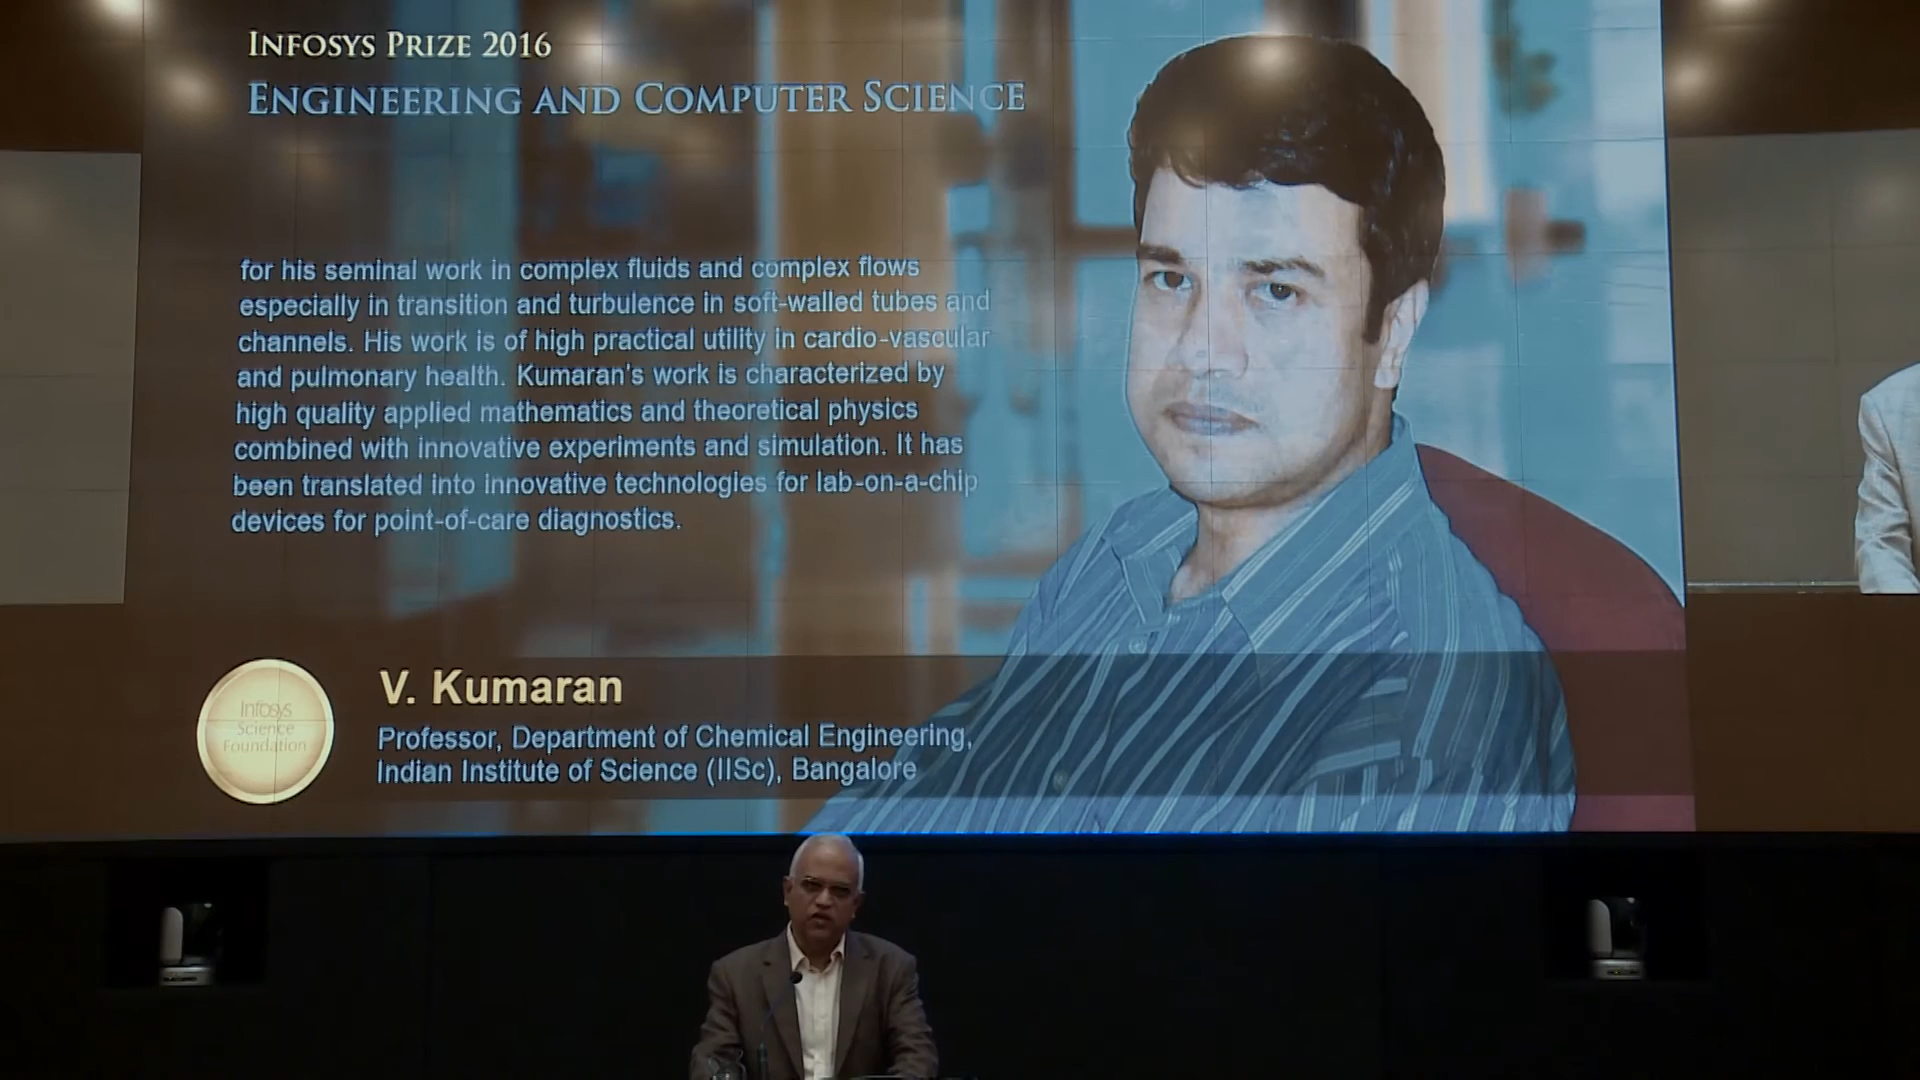 INFOSYS PRIZE 2016
ENGINEERING AND COMPUTER SCIENCE
for his seminal work in complex fluids and complex flows
especially in transition and turbulence in soft-walled tubes and
channels. His work is of high practical utility in cardio-vascular
and pulmonary health. Kumaran's work is characterized by
high quality applied mathematics and theoretical physics
combined with innovative experiments and simulation. It has
been translated into innovative technologies for lab-on-a-chip
devices for point-of-care diagnostics.
Infosys
Science
Foundation
V. Kumaran
Professor, Department of Chemical Engineering,
Indian Institute of Science (IISc), Bangalore